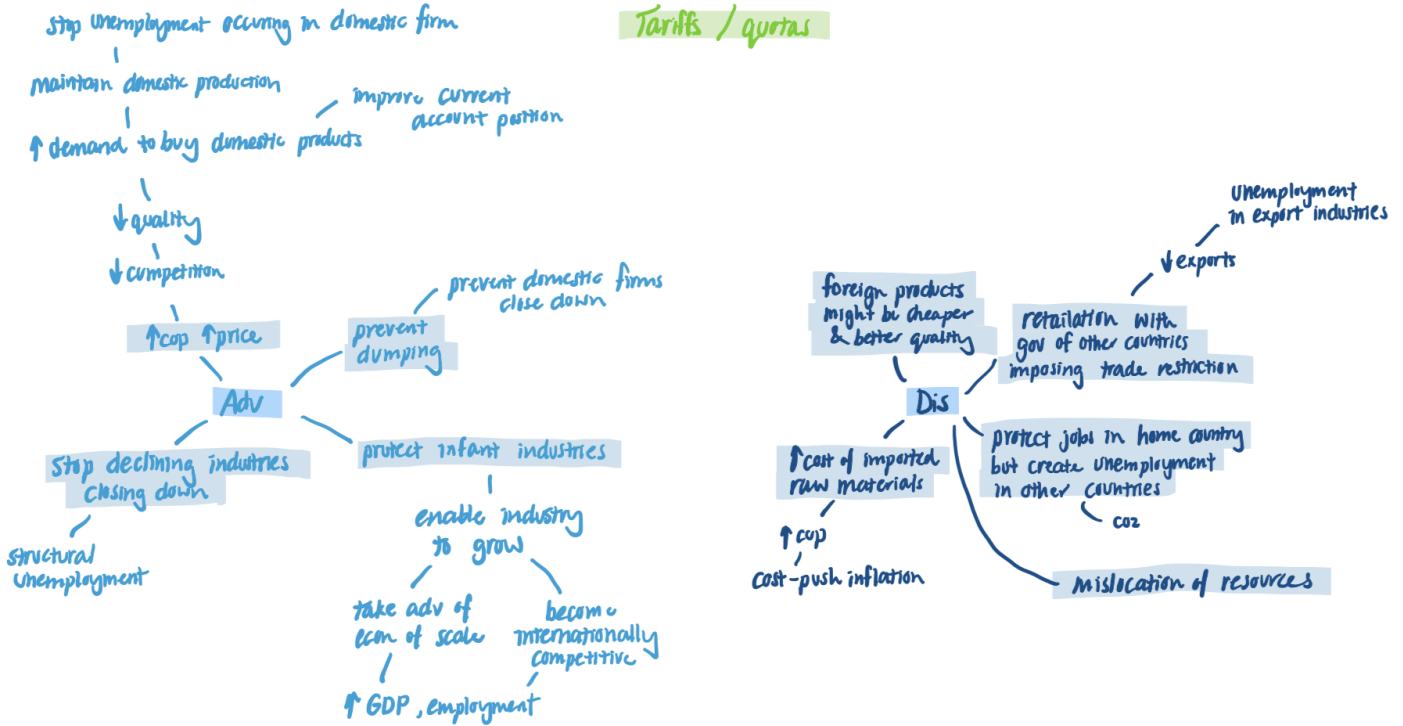 Tariffs / quotas
stop unemployment occuring in domestic firm
maintain domestic production
improve current
account position
↑ demand to buy domestic products
↓ quality
↓ competition
↑cop ↑price
prevent domestic firms
close down
prevent
dumping
Adv
Stop declining industries
closing down
structural
unemployment
protect infant industries
enable industry
to grow
take adv of
econ of scale
become
internationally
competitive
↑ GDP, employment
unemployment
in export industries
↓ exports
foreign products
might be cheaper
& better quality
retailation with
gov of other countries
imposing trade restriction
Dis
↑ cost of imported
raw materials
↑ cop
cost-push inflation
protect jobs in home country
but create unemployment
in other countries
co2
mislocation of resources